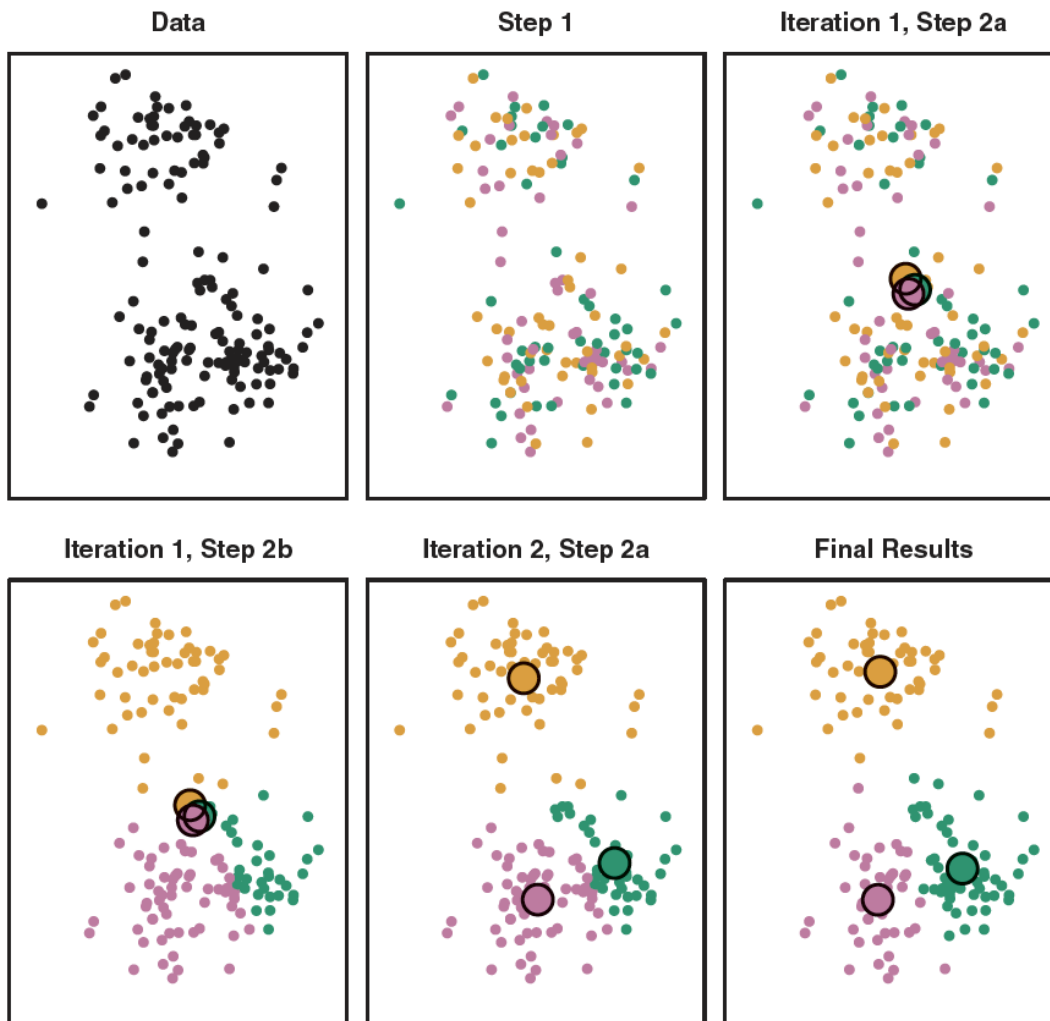 Data
Step 1
Iteration 1, Step 2a
Iteration 1, Step 2b
Iteration 2, Step 2a
Final Results